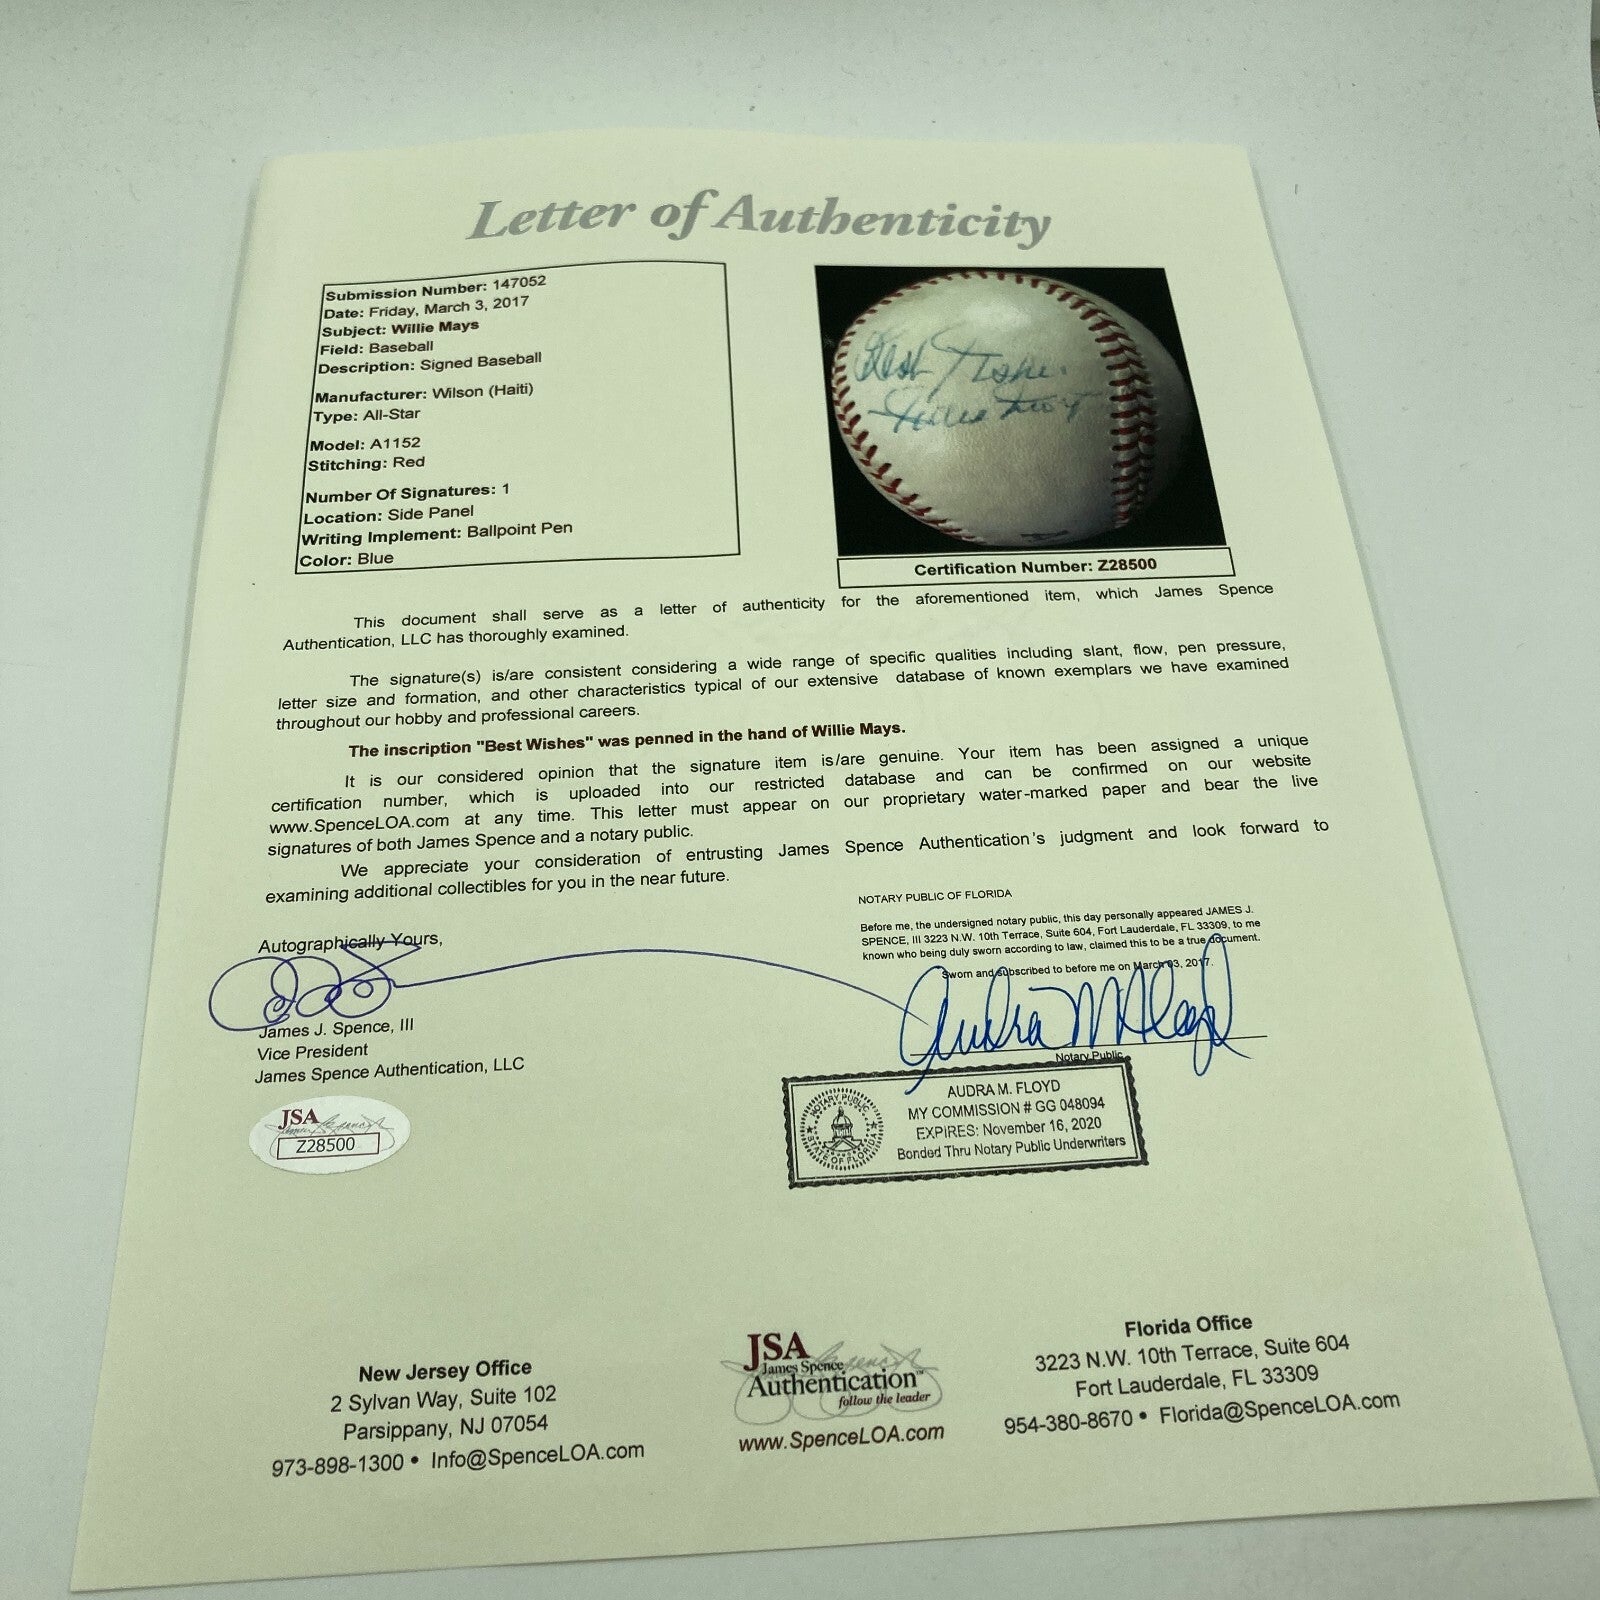 Letter of Authenticity
Submission Number: 147052
Date: Friday, March 3, 2017
Subject: Willie Mays
Field: Baseball
Description: Signed Baseball
Manufacturer: Wilson (Haiti)
Type: All-Star
Model: A1152
Stitching: Red
Number Of Signatures: 1
Location: Side Panel
Writing Implement: Ballpoint Pen
Color: Blue
Best Wishes
Willie Mays
Certification Number: Z28500
This document shall serve as a letter of authenticity for the aforementioned item, which James Spence
Authentication, LLC has thoroughly examined.
The signature(s) is/are consistent considering a wide range of specific qualities including slant, flow, pen pressure,
letter size and formation, and other characteristics typical of our extensive database of known exemplars we have examined
throughout our hobby and professional careers.
The inscription "Best Wishes" was penned in the hand of Willie Mays.
It is our considered opinion that the signature item is/are genuine. Your item has been assigned a unique
certification number, which is uploaded into our restricted database and can be confirmed on our website
www.SpenceLOA.com at any time. This letter must appear on our proprietary water-marked paper and bear the live
signatures of both James Spence and a notary public.
We appreciate your consideration of entrusting James Spence Authentication's judgment and look forward to
examining additional collectibles for you in the near future.
Autographically Yours,
James J. Spence, III
Vice President
James Spence Authentication, LLC
JSA
Z28500
NOTARY PUBLIC OF FLORIDA
Before me, the undersigned notary public, this day personally appeared JAMES J.
SPENCE, III 3223 N.W. 10th Terrace, Suite 604, Fort Lauderdale, FL 33309, to me
known who being duly sworn according to law, claimed this to be a true document.
Sworn and subscribed to before me on March 03, 2017.
Audra M Floyd
Notary Public
NOTARY PUBLIC
STATE OF FLORIDA
AUDRA M. FLOYD
MY COMMISSION # GG 048094
EXPIRES: November 16, 2020
Bonded Thru Notary Public Underwriters
New Jersey Office
2 Sylvan Way, Suite 102
Parsippany, NJ 07054
973-898-1300 • Info@SpenceLOA.com
JSA
James Spence
Authentication™
follow the leader
www.SpenceLOA.com
Florida Office
3223 N.W. 10th Terrace, Suite 604
Fort Lauderdale, FL 33309
954-380-8670 • Florida@SpenceLOA.com